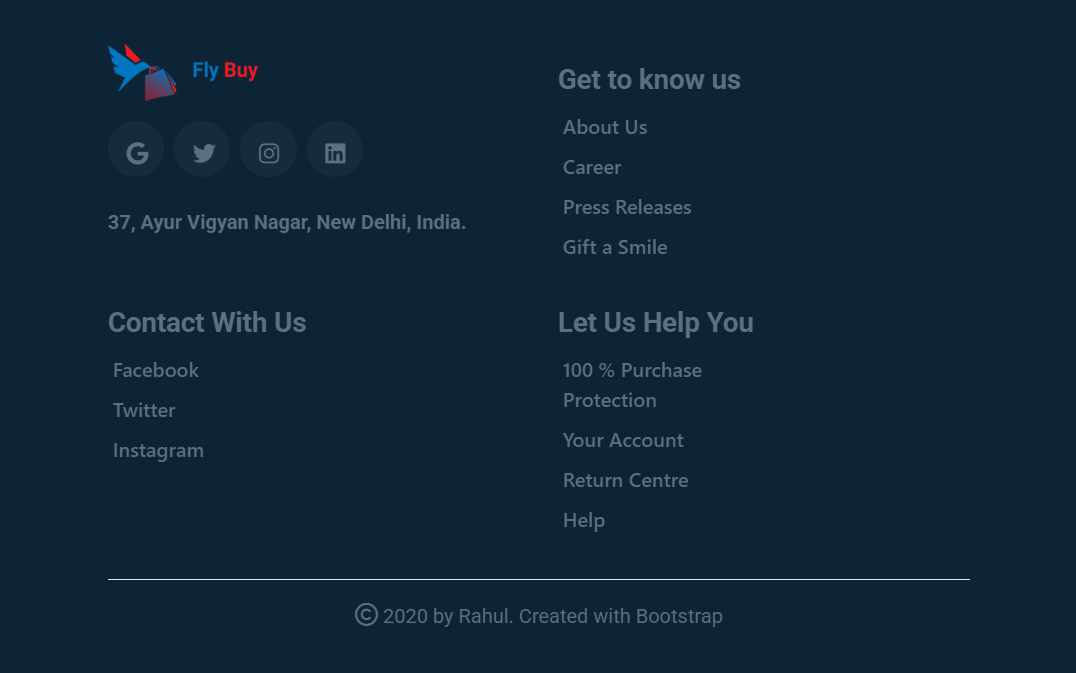 Fly Buy
37, Ayur Vigyan Nagar, New Delhi, India.
Get to know us
About Us
Career
Press Releases
Gift a Smile
Contact With Us
Facebook
Twitter
Instagram
Let Us Help You
100 % Purchase
Protection
Your Account
Return Centre
Help
© 2020 by Rahul. Created with Bootstrap